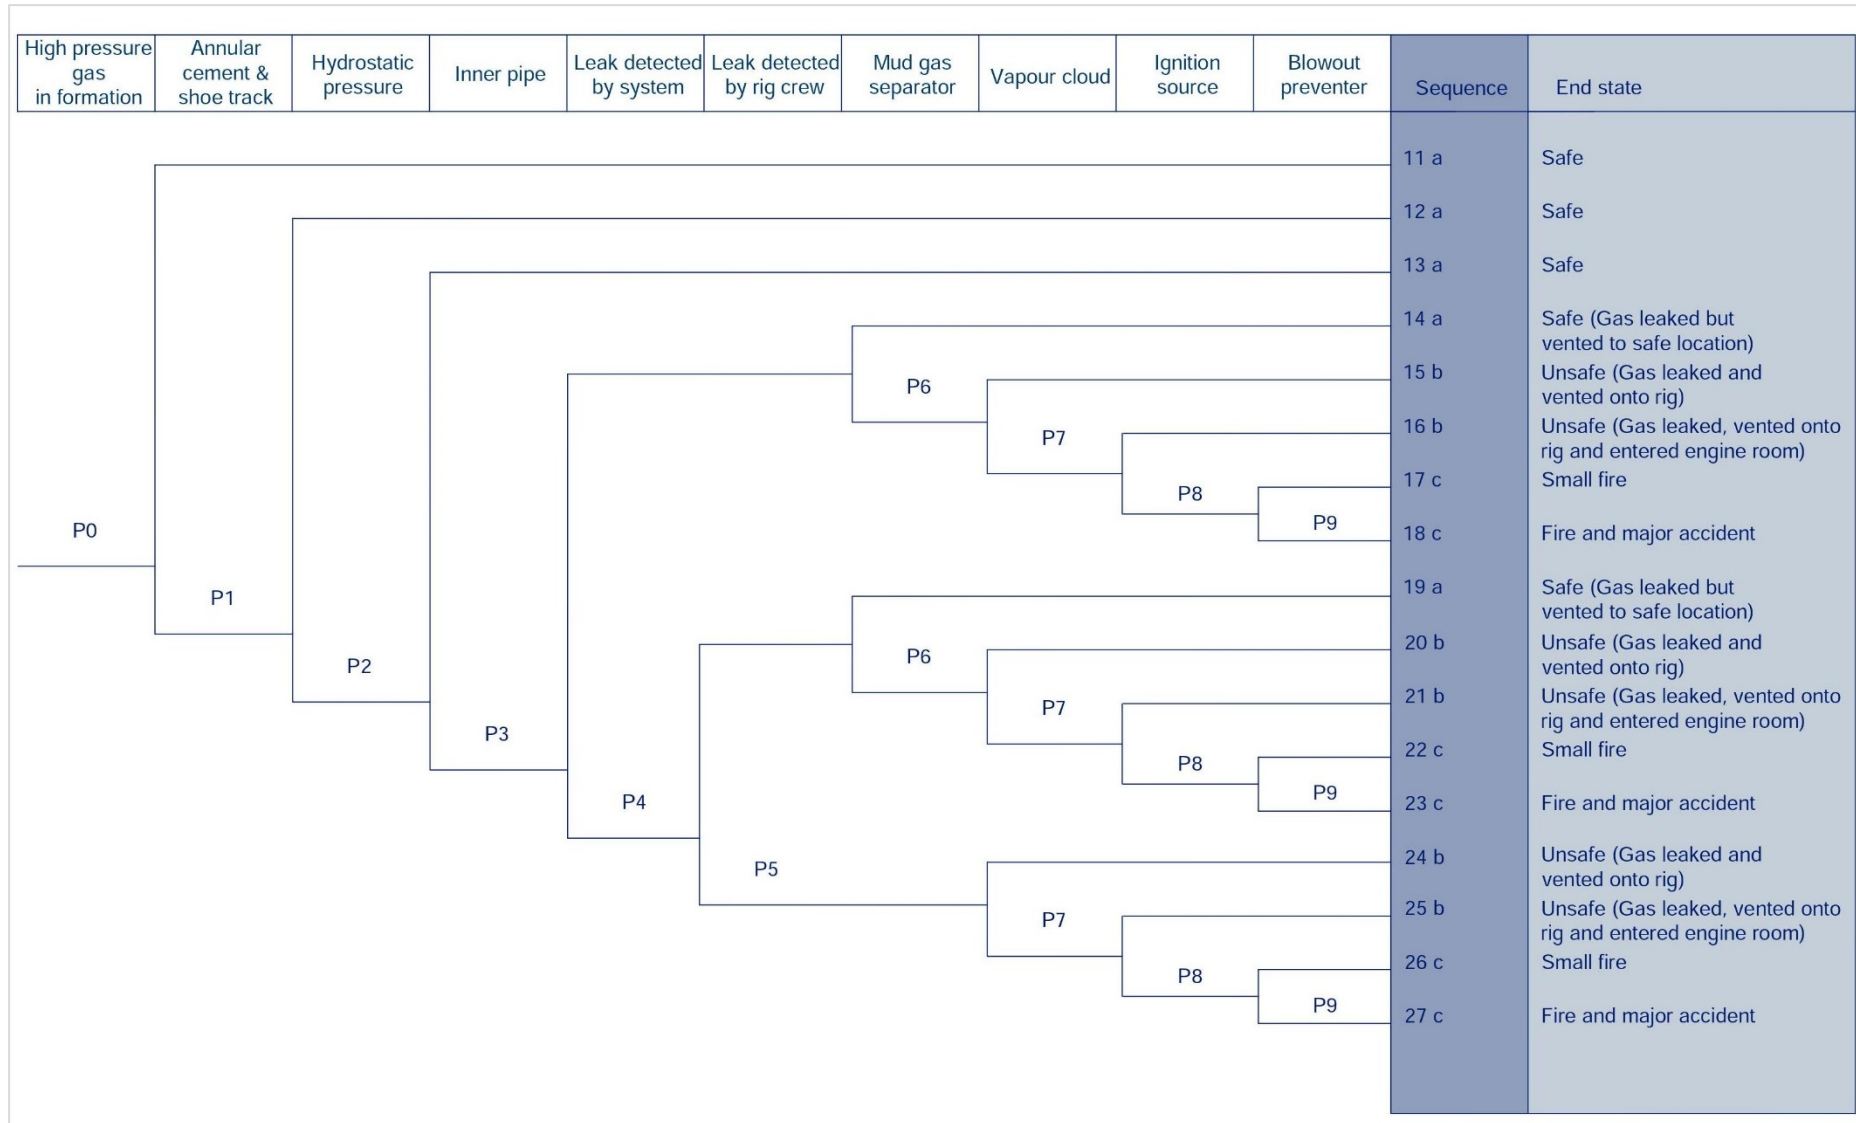 High pressure
gas
in formation
Annular
cement &
shoe track
Hydrostatic
pressure
Inner pipe
Leak detected
by system
Leak detected
by rig crew
Mud gas
separator
Vapour cloud
Ignition
source
Blowout
preventer
Sequence
End state
11 a
Safe
12 a
Safe
13 a
Safe
14 a
Safe (Gas leaked but
vented to safe location)
P6
15 b
Unsafe (Gas leaked and
vented onto rig)
P7
16 b
Unsafe (Gas leaked, vented onto
rig and entered engine room)
P8
17 c
Small fire
P9
18 c
Fire and major accident
P0
P1
19 a
Safe (Gas leaked but
vented to safe location)
P2
P6
20 b
Unsafe (Gas leaked and
vented onto rig)
P3
P7
21 b
Unsafe (Gas leaked, vented onto
rig and entered engine room)
P8
22 c
Small fire
P4
P9
23 c
Fire and major accident
P5
24 b
Unsafe (Gas leaked and
vented onto rig)
P7
25 b
Unsafe (Gas leaked, vented onto
rig and entered engine room)
P8
26 c
Small fire
P9
27 c
Fire and major accident